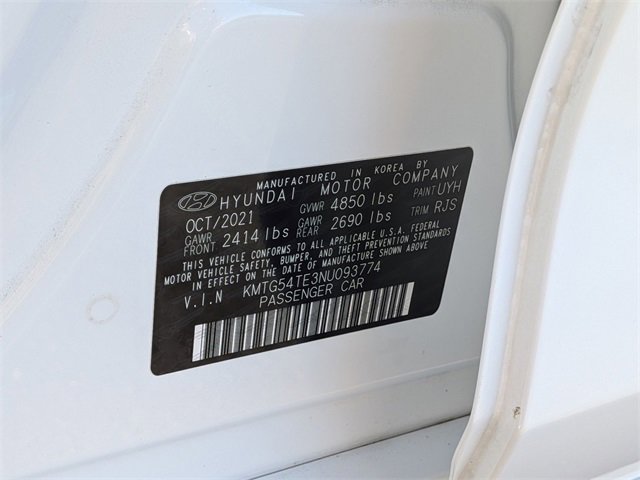 MANUFACTURED IN KOREA BY
HYUNDAI MOTOR COMPANY
OCT/2021 GVWR 4850 lbs PAINT UYH
GAWR FRONT 2414 lbs GAWR REAR 2690 lbs TRIM RJS
THIS VEHICLE CONFORMS TO ALL APPLICABLE U.S.A. FEDERAL
MOTOR VEHICLE SAFETY, BUMPER, AND THEFT PREVENTION STANDARDS
IN EFFECT ON THE DATE OF MANUFACTURE SHOWN ABOVE.
V.I.N KMTG54TE3NU093774
PASSENGER CAR